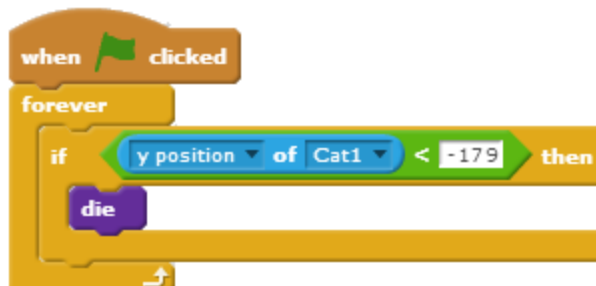 when clicked
forever
if y position of Cat1 < -179 then
die